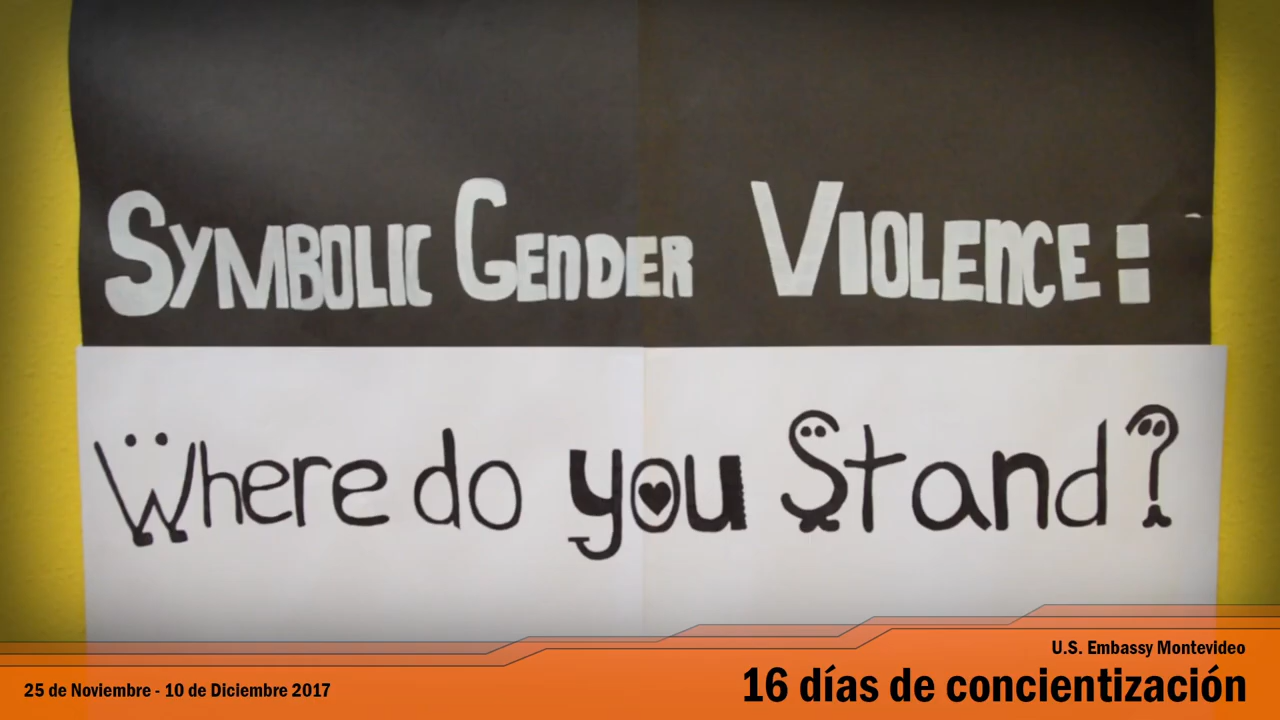 Symbolic Gender Violence:
Where do you Stand?
U.S. Embassy Montevideo
25 de Noviembre - 10 de Diciembre 2017
16 días de concientización